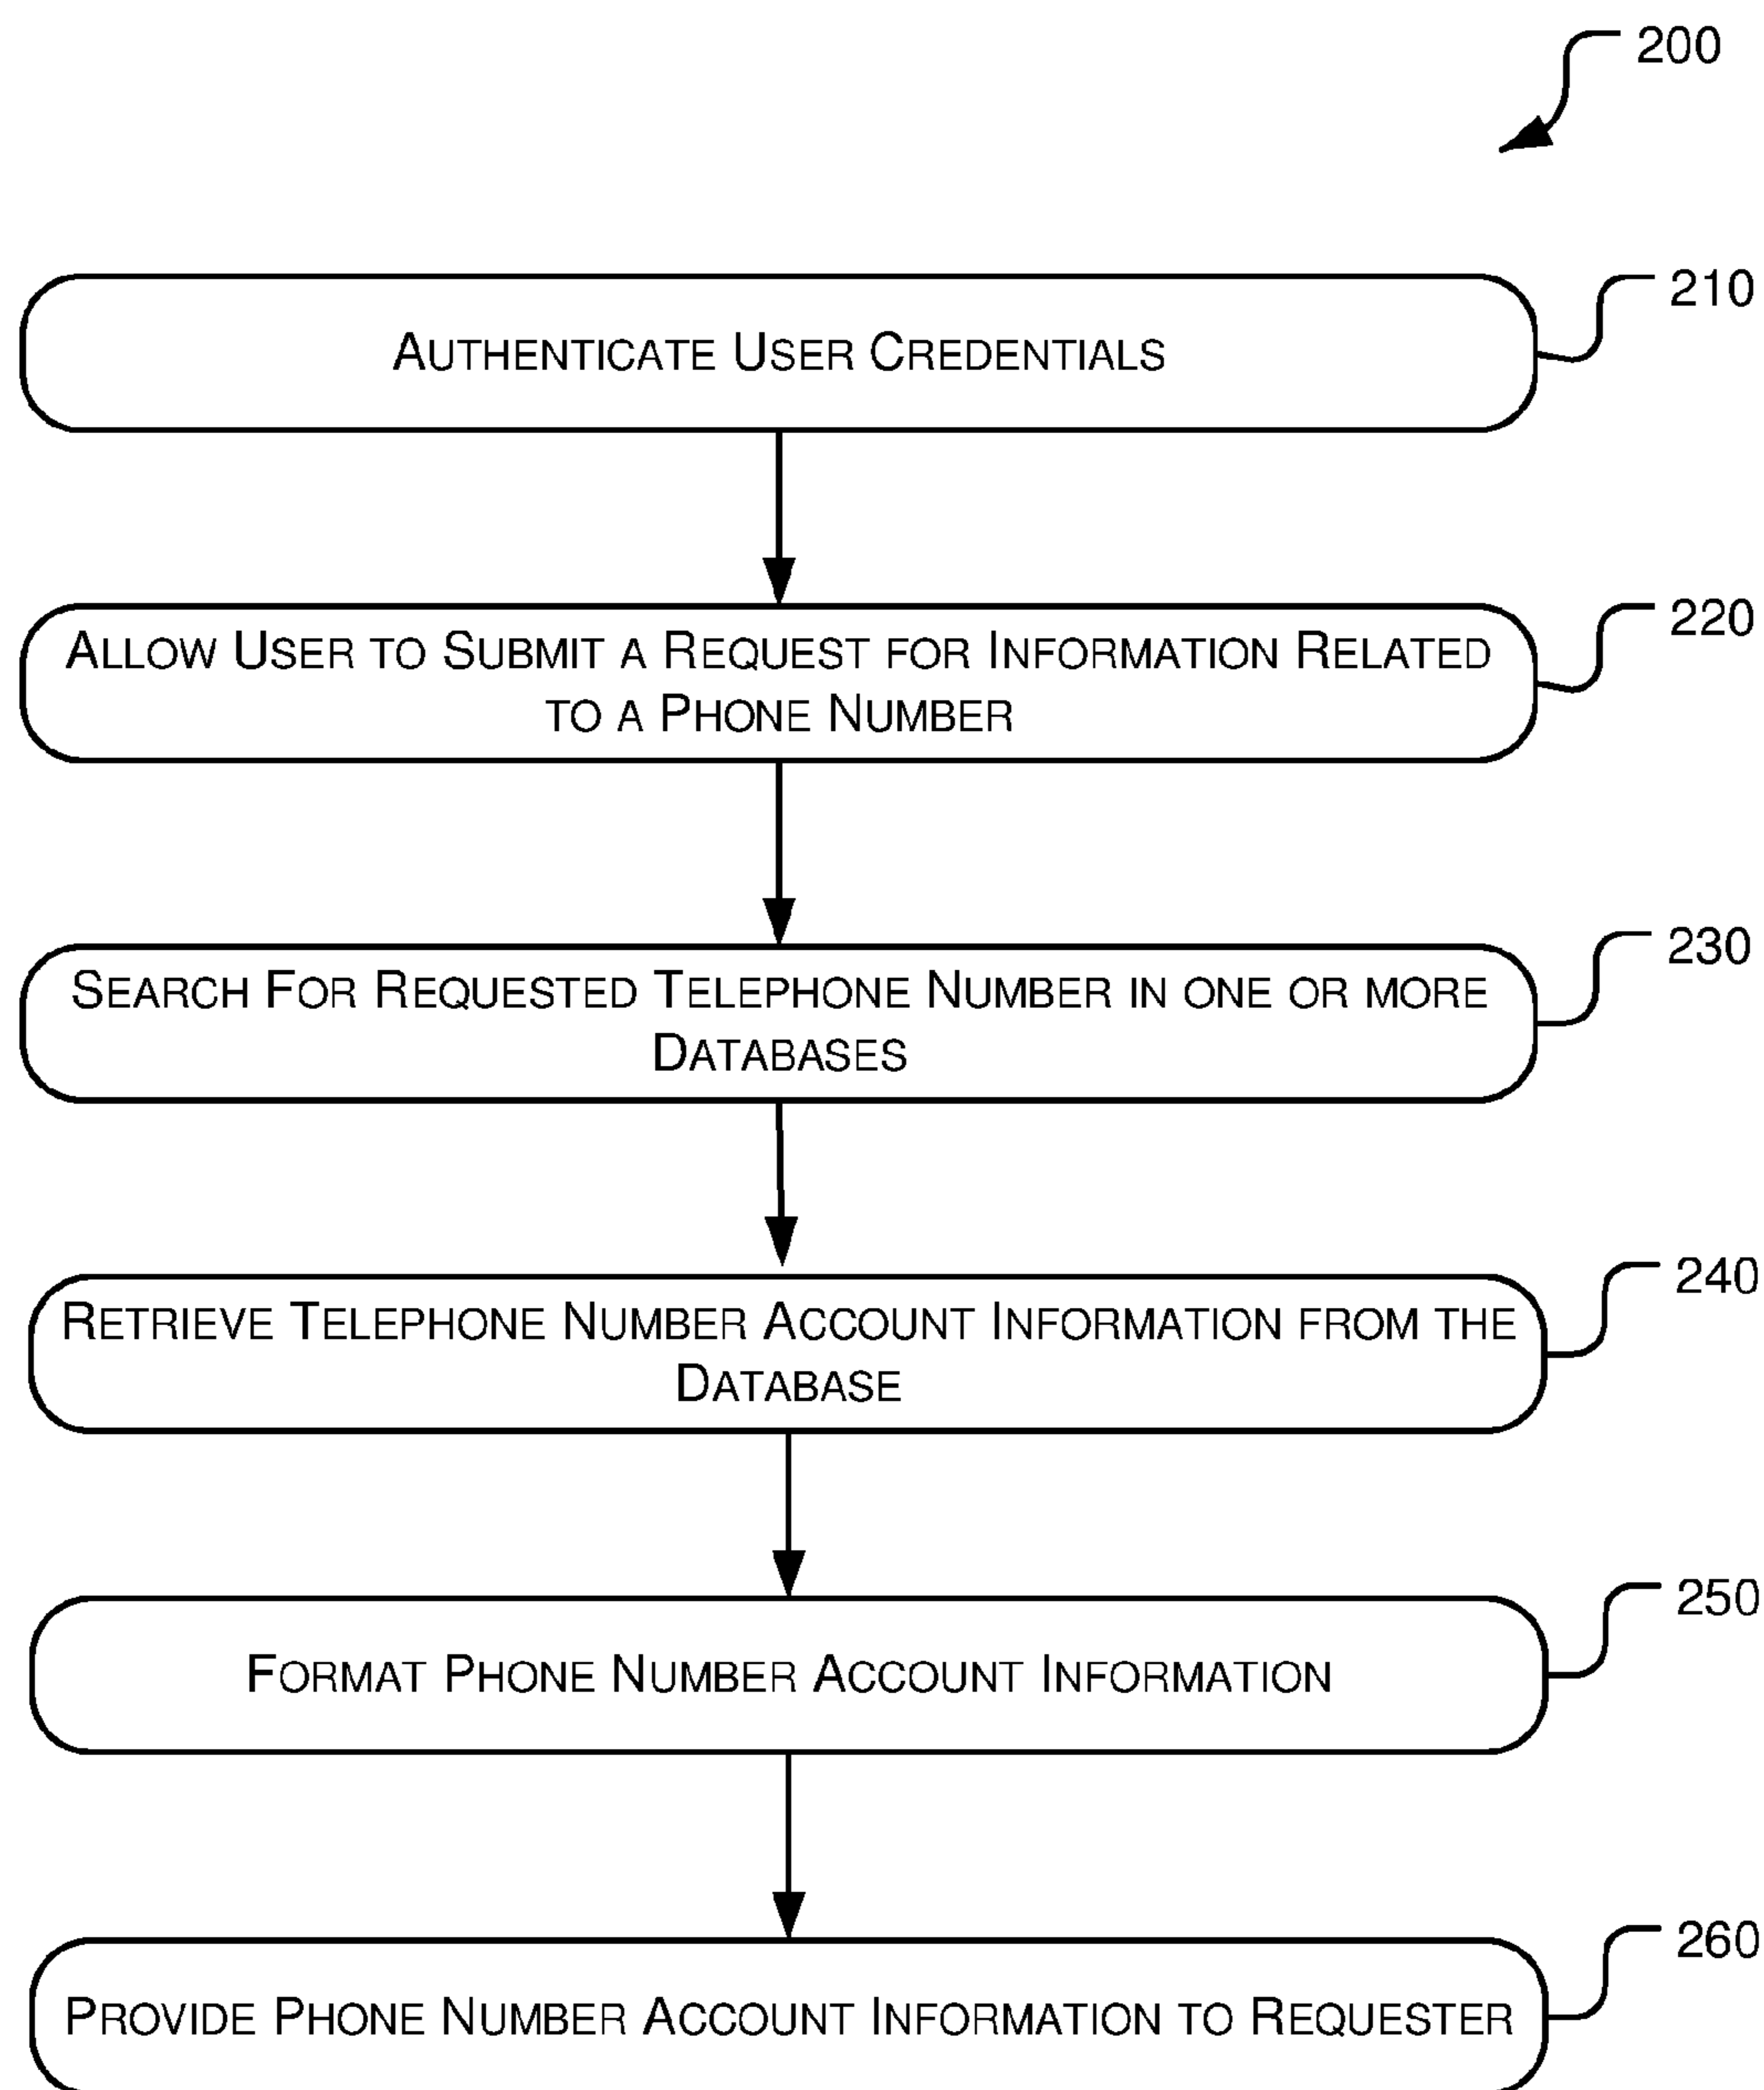 200
210
AUTHENTICATE USER CREDENTIALS
220
ALLOW USER TO SUBMIT A REQUEST FOR INFORMATION RELATED
TO A PHONE NUMBER
230
SEARCH FOR REQUESTED TELEPHONE NUMBER IN ONE OR MORE
DATABASES
240
RETRIEVE TELEPHONE NUMBER ACCOUNT INFORMATION FROM THE
DATABASE
250
FORMAT PHONE NUMBER ACCOUNT INFORMATION
260
PROVIDE PHONE NUMBER ACCOUNT INFORMATION TO REQUESTER